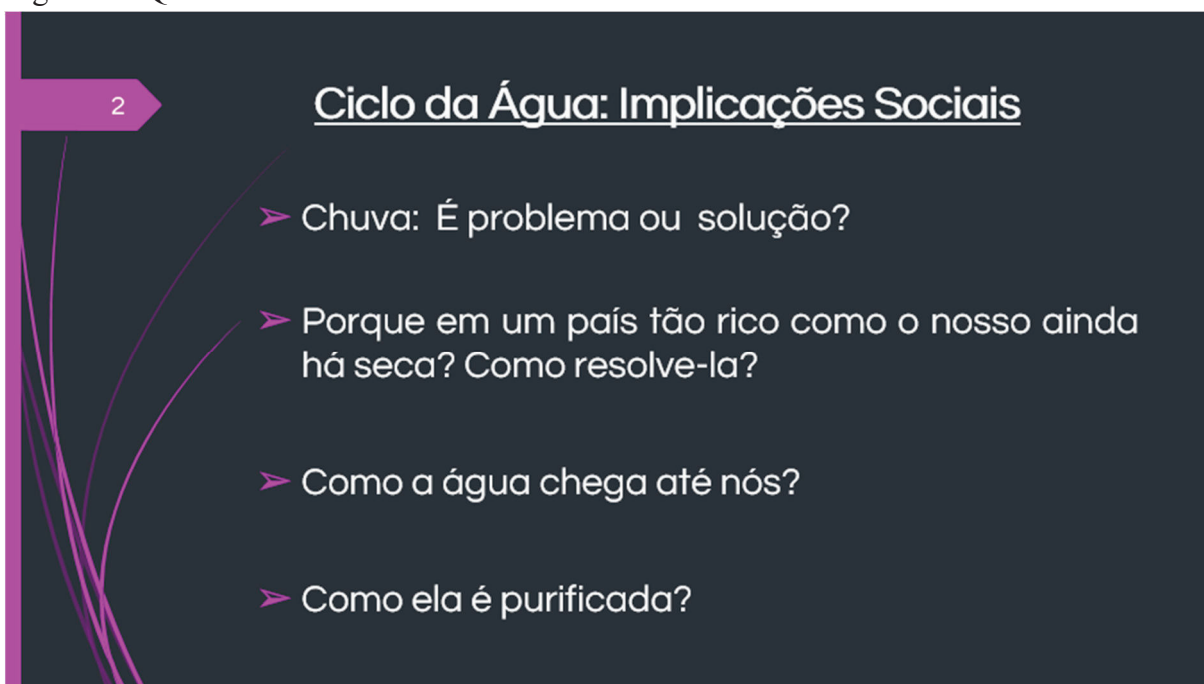 2
Ciclo da Água: Implicações Sociais
➢ Chuva: É problema ou solução?
➢ Porque em um país tão rico como o nosso ainda
há seca? Como resolve-la?
➢ Como a água chega até nós?
➢ Como ela é purificada?